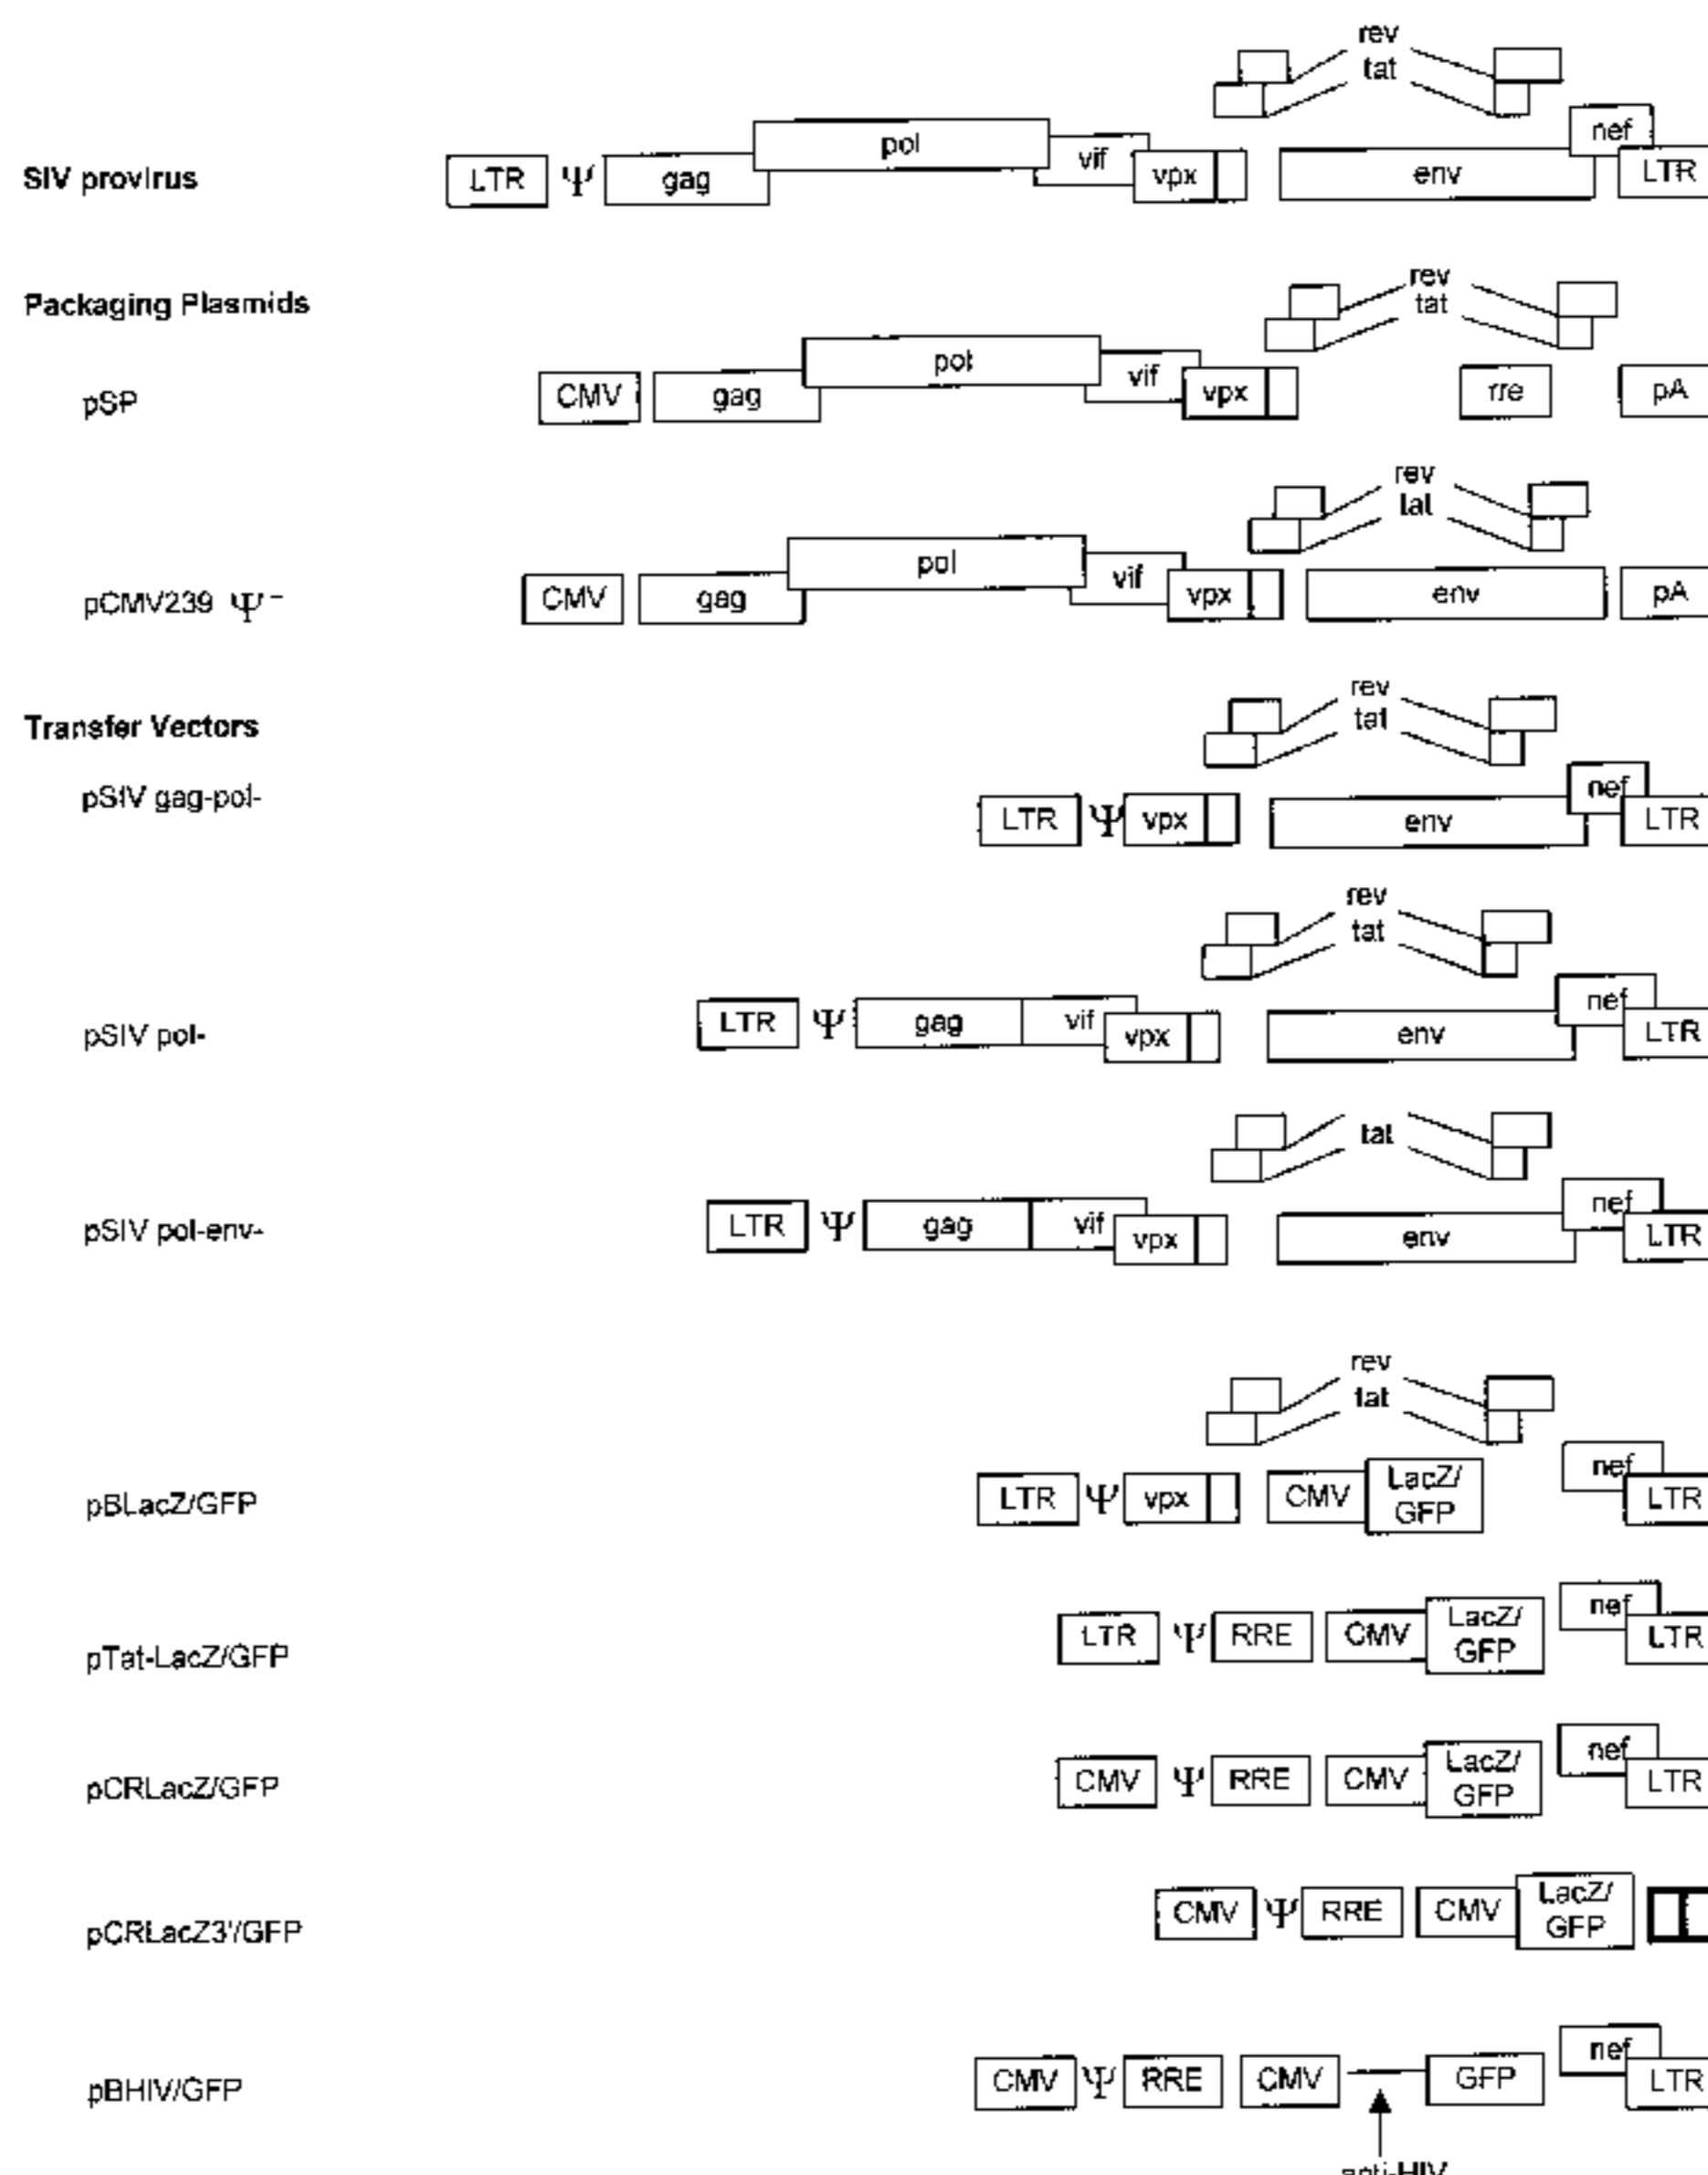 rev
tat
SIV provirus
LTR Ψ gag pol vif vpx env nef LTR
Packaging Plasmids
rev
tat
pSP
CMV gag pol vif vpx rre pA
rev
tat
pCMV239 Ψ−
CMV gag pol vif vpx env pA
Transfer Vectors
rev
tat
pSIV gag-pol-
LTR Ψ vpx env nef LTR
rev
tat
pSIV pol-
LTR Ψ gag vif vpx env nef LTR
tat
pSIV pol-env-
LTR Ψ gag vif vpx env nef LTR
rev
tat
pBLacZ/GFP
LTR Ψ vpx CMV LacZ/
GFP
nef LTR
pTat-LacZ/GFP
LTR Ψ RRE CMV LacZ/
GFP
nef LTR
pCRLacZ/GFP
CMV Ψ RRE CMV LacZ/
GFP
nef LTR
pCRLacZ3'/GFP
CMV Ψ RRE CMV LacZ/
GFP
pBHIV/GFP
CMV Ψ RRE CMV GFP nef LTR
anti-HIV